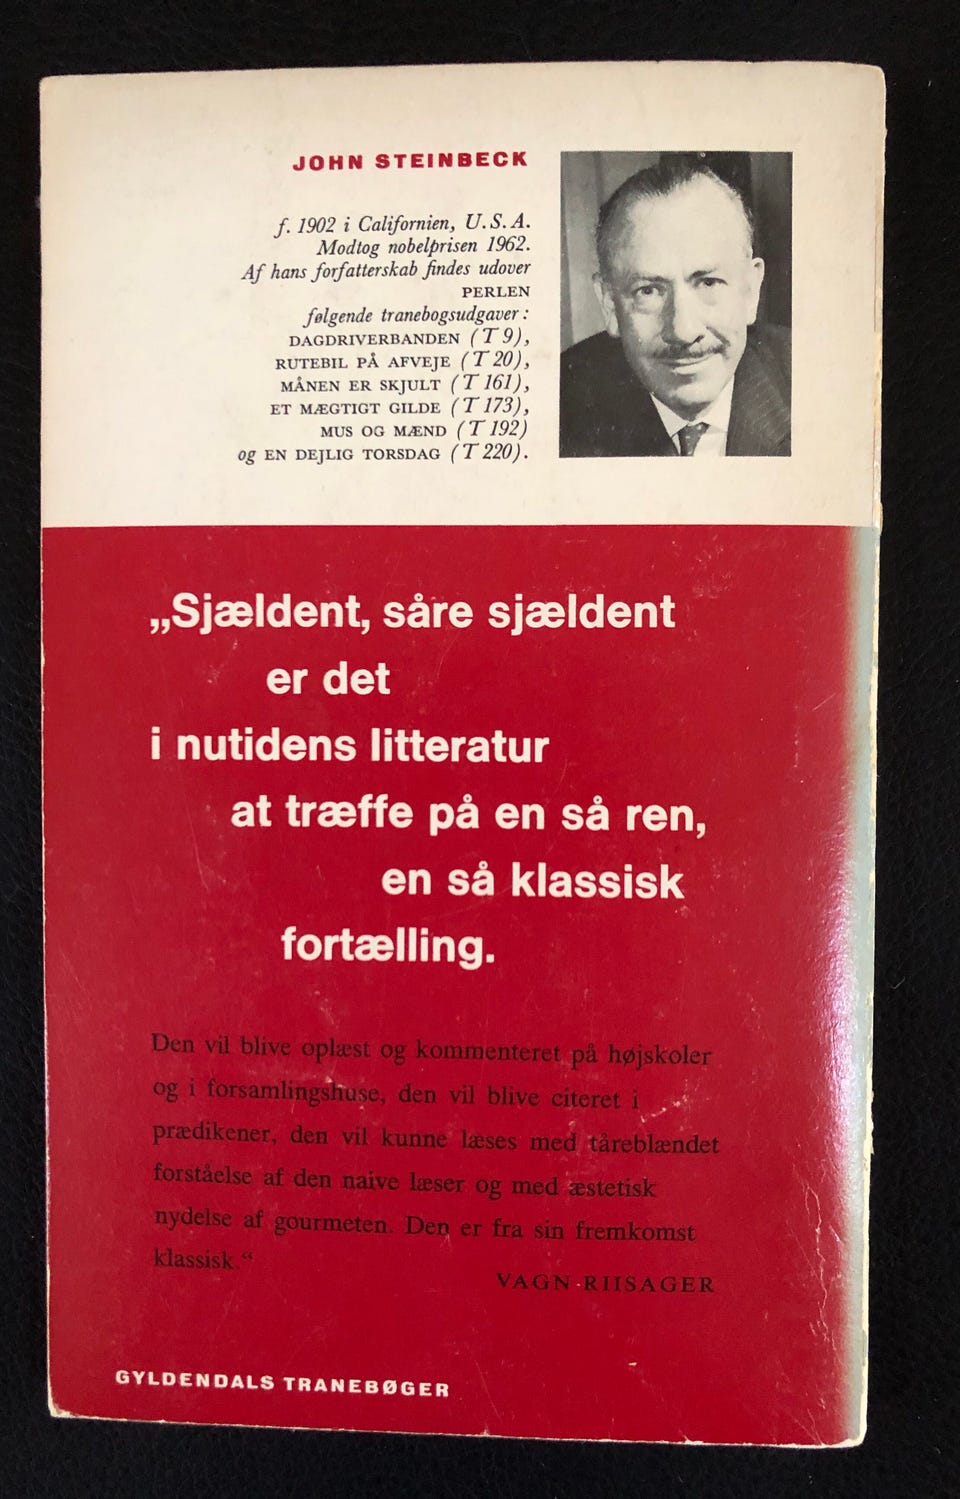 JOHN STEINBECK
f. 1902 i Californien, U.S.A.
Modtog nobelprisen 1962.
Af hans forfatterskab findes udover
PERLEN
følgende tranebogsudgaver:
DAGDRIVERBANDEN (T 9),
RUTEBIL PÅ AFVEJE (T 20),
MÅNEN ER SKJULT (T 161),
ET MÆGTIGT GILDE (T 173),
MUS OG MÆND (T 192)
og EN DEJLIG TORSDAG (T 220).
„Sjældent, såre sjældent
er det
i nutidens litteratur
at træffe på en så ren,
en så klassisk
fortælling.
Den vil blive oplæst og kommenteret på højskoler
og i forsamlingshuse, den vil blive citeret i
prædikener, den vil kunne læses med tåreblændet
forståelse af den naive læser og med æstetisk
nydelse af gourmeten. Den er fra sin fremkomst
klassisk.“
VAGN RIISAGER
GYLDENDALS TRANEBØGER